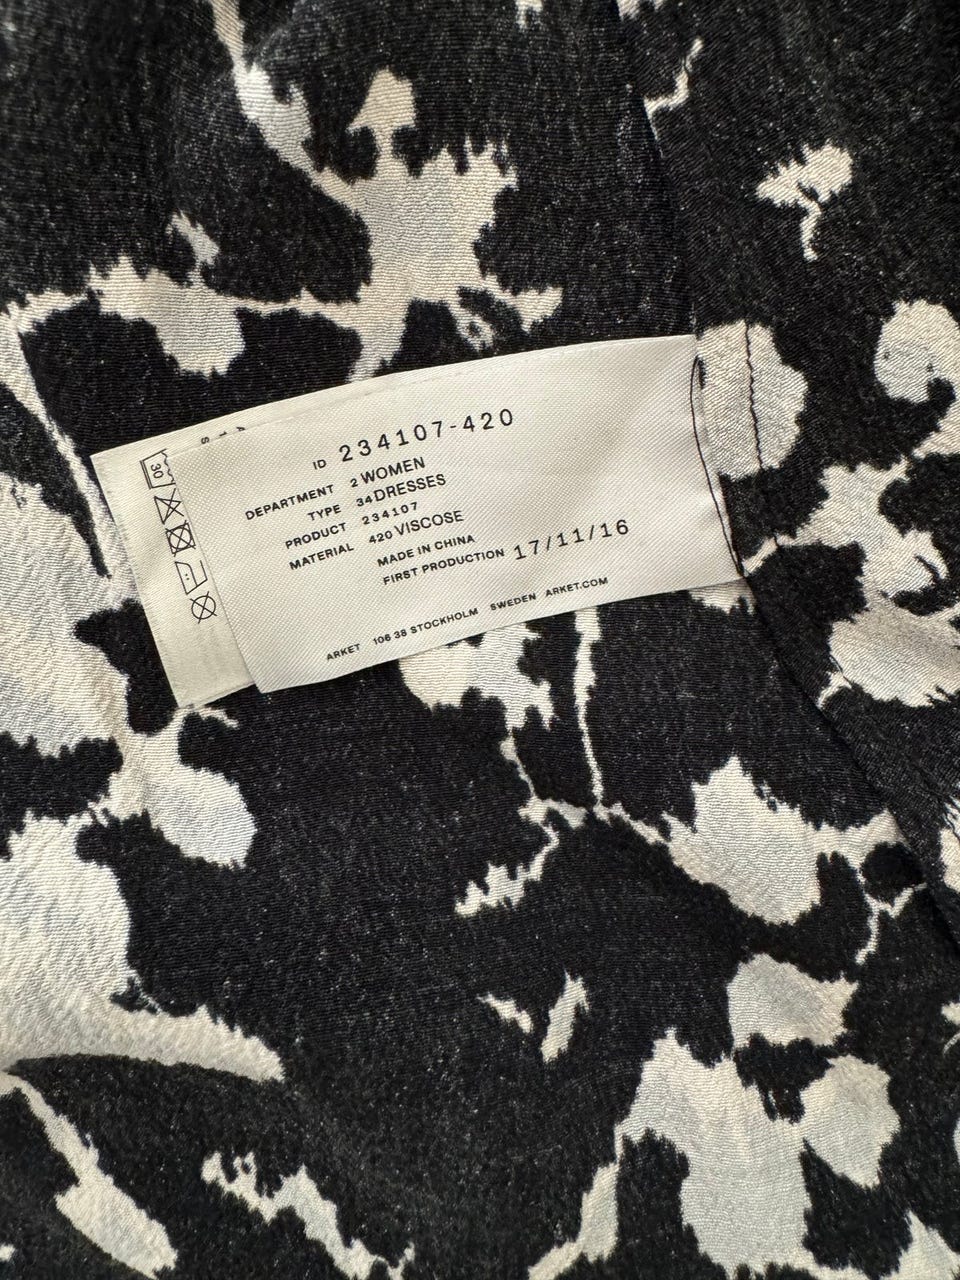 ID 234107-420
DEPARTMENT 2 WOMEN
TYPE 34 DRESSES
PRODUCT 234107
MATERIAL 420 VISCOSE
MADE IN CHINA
FIRST PRODUCTION 17/11/16
ARKET 106 38 STOCKHOLM SWEDEN ARKET.COM
30